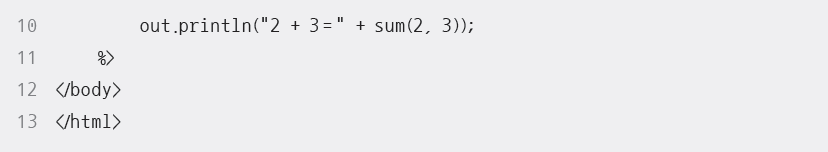 10 out.println("2 + 3=" + sum(2, 3));
11 %>
12 </body>
13 </html>